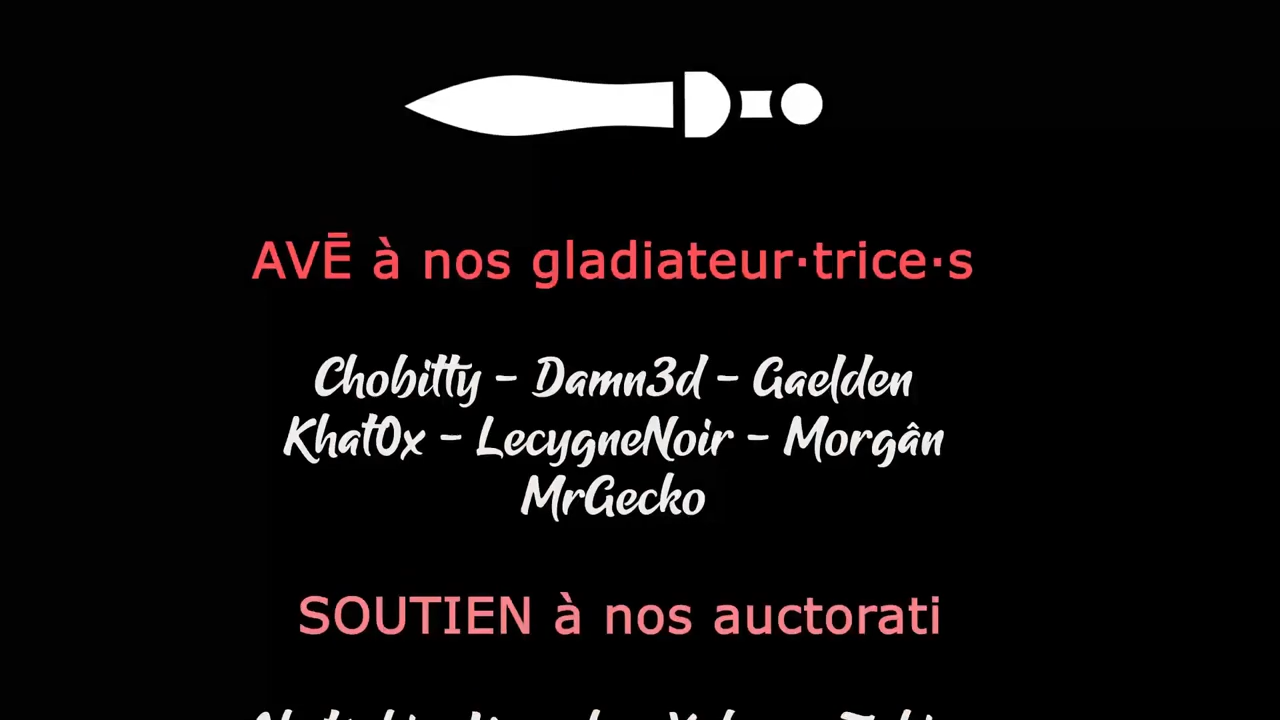 AVĒ à nos gladiateur·trice·s
Chobitty - Damn3d - Gaelden
Khat0x - LecygneNoir - Morgân
MrGecko
SOUTIEN à nos auctorati